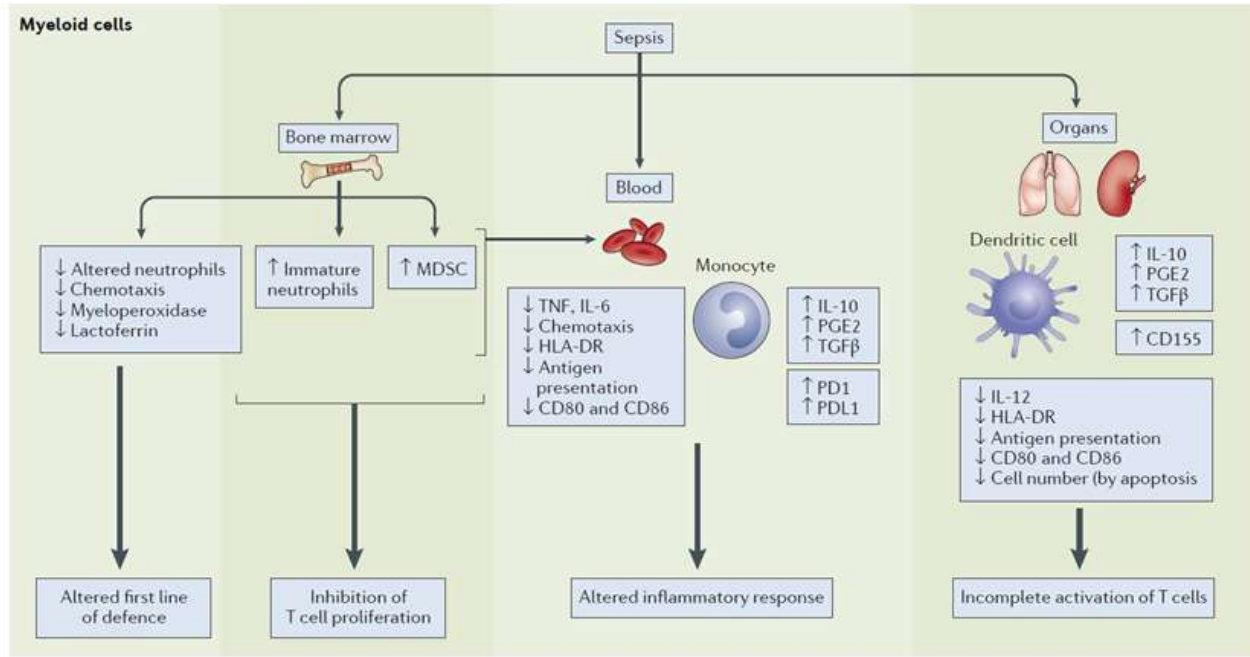 Myeloid cells
Sepsis
Bone marrow
Organs
Blood
↓ Altered neutrophils
↓ Chemotaxis
↓ Myeloperoxidase
↓ Lactoferrin
↑ Immature
neutrophils
↑ MDSC
Monocyte
↓ TNF, IL-6
↓ Chemotaxis
↓ HLA-DR
↓ Antigen
presentation
↓ CD80 and CD86
↑ IL-10
↑ PGE2
↑ TGFβ
↑ PD1
↑ PDL1
Dendritic cell
↑ IL-10
↑ PGE2
↑ TGFβ
↑ CD155
↓ IL-12
↓ HLA-DR
↓ Antigen presentation
↓ CD80 and CD86
↓ Cell number (by apoptosis
Altered first line
of defence
Inhibition of
T cell proliferation
Altered inflammatory response
Incomplete activation of T cells